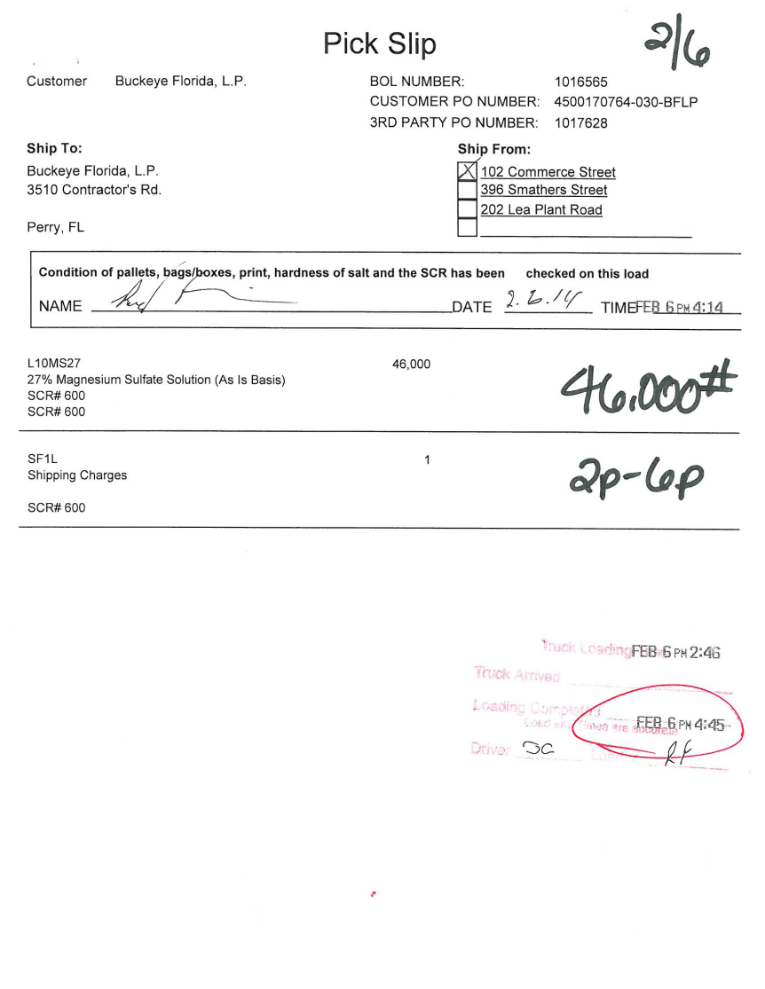 Pick Slip
2/6
Customer Buckeye Florida, L.P.
BOL NUMBER: 1016565
CUSTOMER PO NUMBER: 4500170764-030-BFLP
3RD PARTY PO NUMBER: 1017628
Ship To:
Buckeye Florida, L.P.
3510 Contractor's Rd.
Perry, FL
Ship From:
X 102 Commerce Street
396 Smathers Street
202 Lea Plant Road
Condition of pallets, bags/boxes, print, hardness of salt and the SCR has been checked on this load
NAME DATE 2.6.14 TIME FEB 6 PM 4:14
L10MS27 46,000 46,000#
27% Magnesium Sulfate Solution (As Is Basis)
SCR# 600
SCR# 600
SF1L 1 2p-6p
Shipping Charges
SCR# 600
Truck Loading FEB 6 PM 2:46
Truck Arrived
Loading Completed FEB 6 PM 4:45
are accurate
Driver SC RF